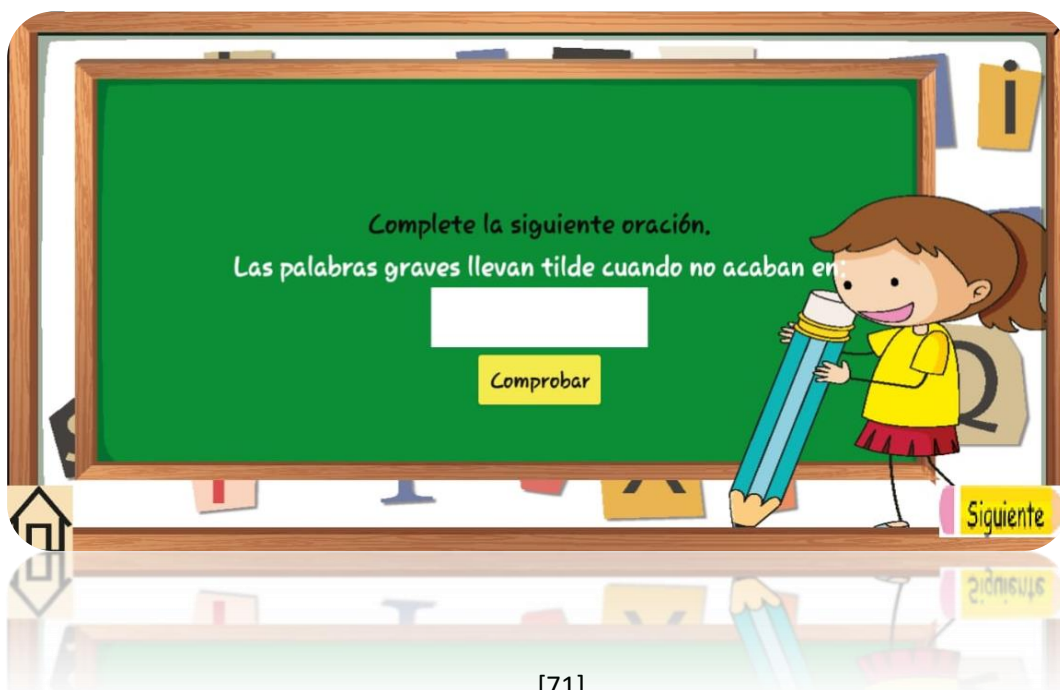 Complete la siguiente oración.
Las palabras graves llevan tilde cuando no acaban en:
Comprobar
Siguiente
[71]